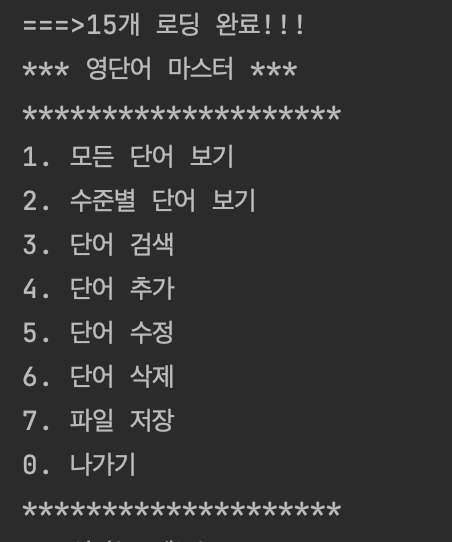 ===>15개 로딩 완료!!!
*** 영단어 마스터 ***
********************
1. 모든 단어 보기
2. 수준별 단어 보기
3. 단어 검색
4. 단어 추가
5. 단어 수정
6. 단어 삭제
7. 파일 저장
0. 나가기
********************